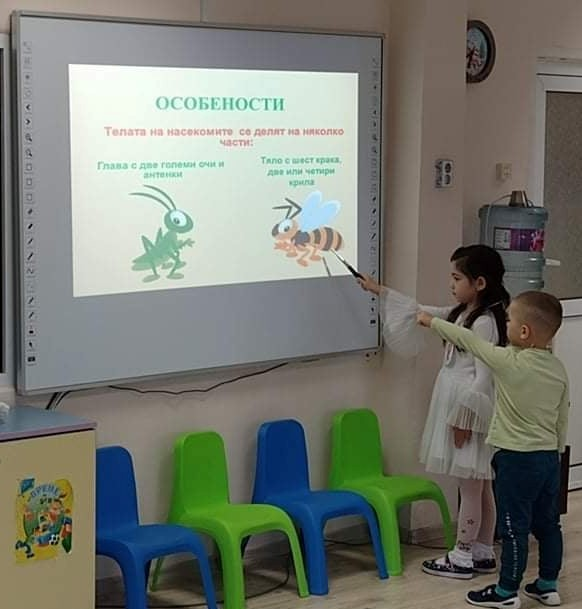 ОСОБЕНОСТИ
Телата на насекомите се делят на няколко
части:
Глава с две големи очи и
антенки
Тяло с шест крака,
две или четири
крила
ВРЕМЕ